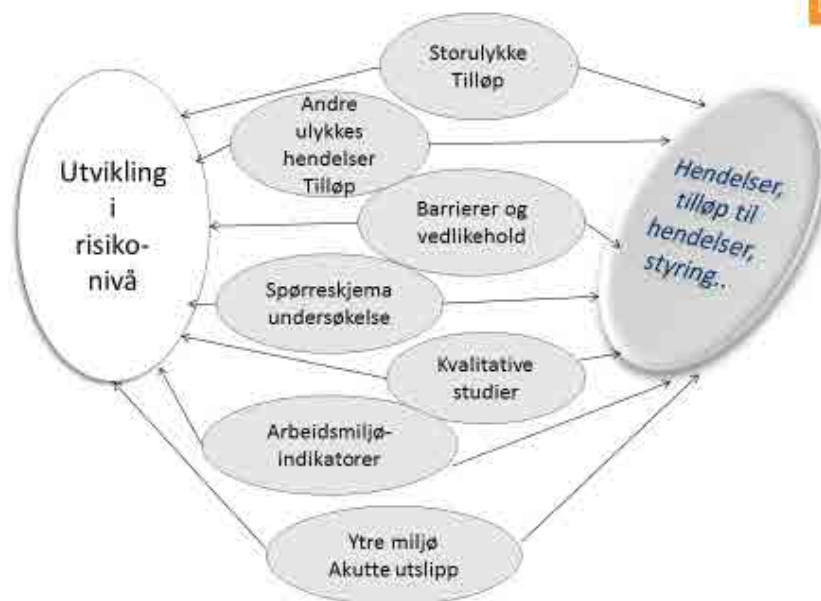 Storulykke
Tilløp
Andre
ulykkes
hendelser
Tilløp
Utvikling
i
risiko-
nivå
Barrierer og
vedlikehold
Hendelser,
tilløp til
hendelser,
styring..
Spørreskjema
undersøkelse
Kvalitative
studier
Arbeidsmiljø-
indikatorer
Ytre miljø
Akutte utslipp